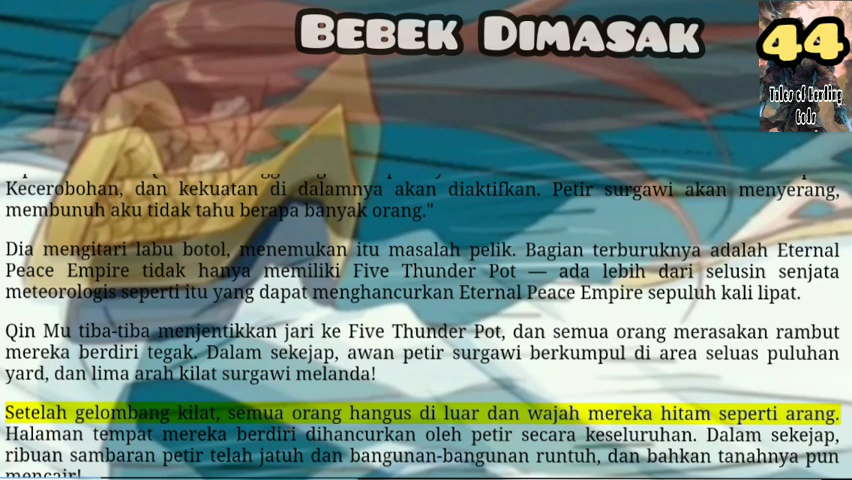 BEBEK DIMASAK
44
Tales of Herding
Gods
Kecerobohan, dan kekuatan di dalamnya akan diaktifkan. Petir surgawi akan menyerang,
membunuh aku tidak tahu berapa banyak orang."
Dia mengitari labu botol, menemukan itu masalah pelik. Bagian terburuknya adalah Eternal
Peace Empire tidak hanya memiliki Five Thunder Pot — ada lebih dari selusin senjata
meteorologis seperti itu yang dapat menghancurkan Eternal Peace Empire sepuluh kali lipat.
Qin Mu tiba-tiba menjentikkan jari ke Five Thunder Pot, dan semua orang merasakan rambut
mereka berdiri tegak. Dalam sekejap, awan petir surgawi berkumpul di area seluas puluhan
yard, dan lima arah kilat surgawi melanda!
Setelah gelombang kilat, semua orang hangus di luar dan wajah mereka hitam seperti arang.
Halaman tempat mereka berdiri dihancurkan oleh petir secara keseluruhan. Dalam sekejap,
ribuan sambaran petir telah jatuh dan bangunan-bangunan runtuh, dan bahkan tanahnya pun
mencair!